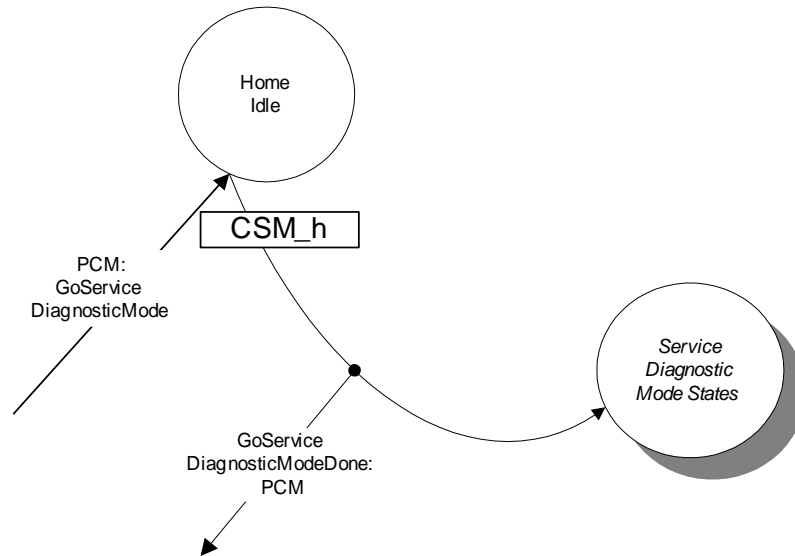 Home
Idle
CSM_h
PCM:
GoService
DiagnosticMode
Service
Diagnostic
Mode States
GoService
DiagnosticModeDone:
PCM